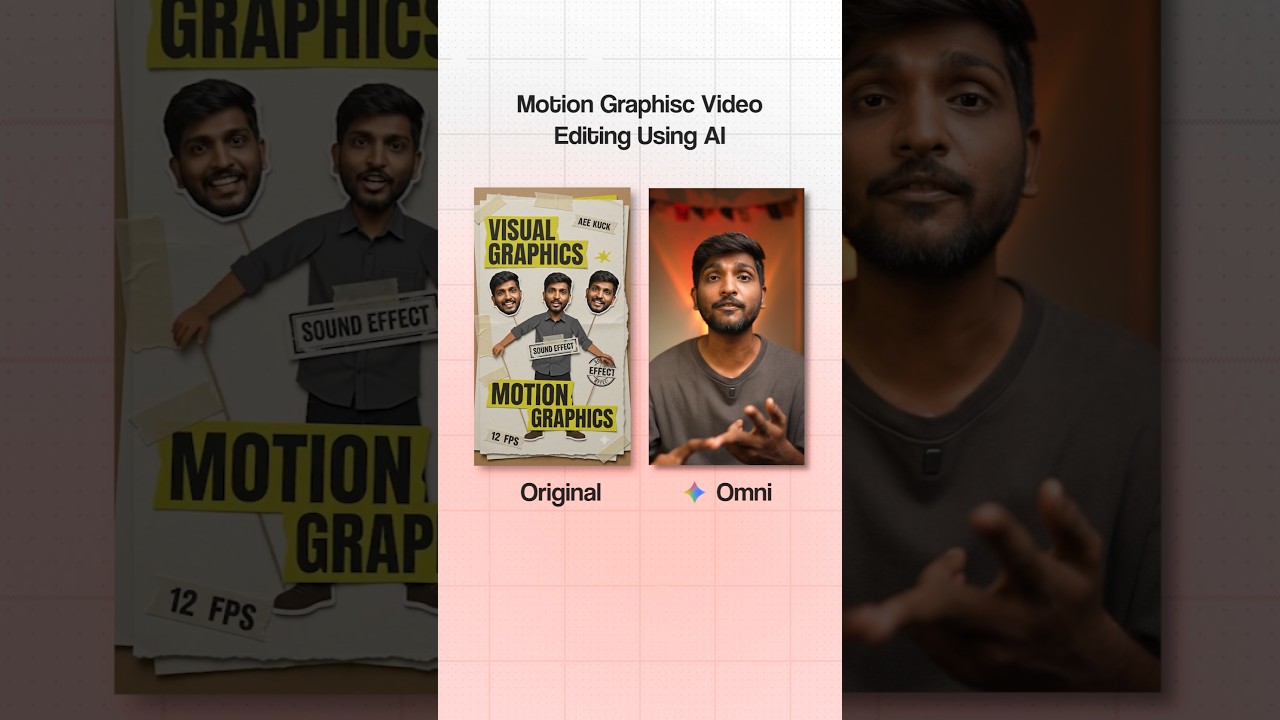 GRAPHICS
SOUND EFFECT
MOTION
GRAP
12 FPS
Motion Graphisc Video
Editing Using AI
VISUAL
GRAPHICS
AEE KUCK
SOUND EFFECT
EFFECT
MOTION
GRAPHICS
12 FPS
Original
Omni